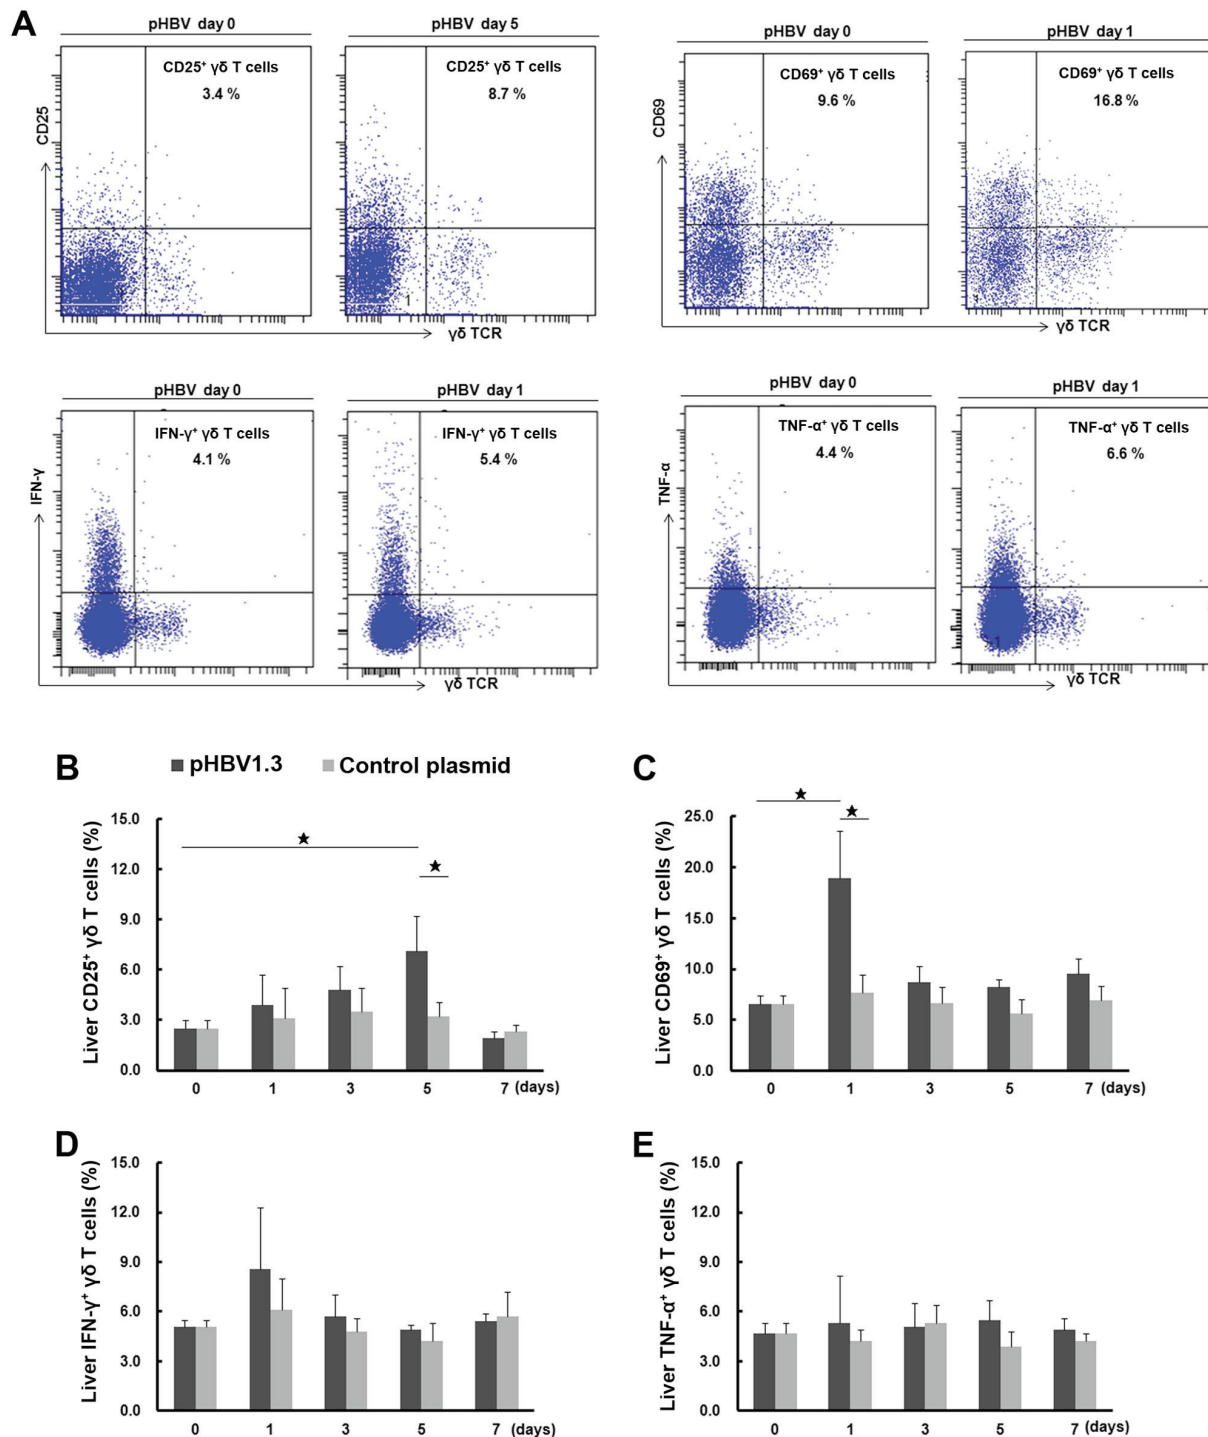 A
pHBV day 0
pHBV day 5
pHBV day 0
pHBV day 1
CD25⁺ γδ T cells
3.4 %
CD25⁺ γδ T cells
8.7 %
CD69⁺ γδ T cells
9.6 %
CD69⁺ γδ T cells
16.8 %
CD25
CD69
γδ TCR
γδ TCR
pHBV day 0
pHBV day 1
pHBV day 0
pHBV day 1
IFN-γ⁺ γδ T cells
4.1 %
IFN-γ⁺ γδ T cells
5.4 %
TNF-α⁺ γδ T cells
4.4 %
TNF-α⁺ γδ T cells
6.6 %
IFN-γ
TNF-α
γδ TCR
γδ TCR
B
pHBV1.3
Control plasmid
Liver CD25⁺ γδ T cells (%)
15.0
12.0
9.0
6.0
3.0
0.0
0 1 3 5 7 (days)
C
Liver CD69⁺ γδ T cells (%)
25.0
20.0
15.0
10.0
5.0
0.0
0 1 3 5 7 (days)
D
Liver IFN-γ⁺ γδ T cells (%)
15.0
12.0
9.0
6.0
3.0
0.0
0 1 3 5 7 (days)
E
Liver TNF-α⁺ γδ T cells (%)
15.0
12.0
9.0
6.0
3.0
0.0
0 1 3 5 7 (days)